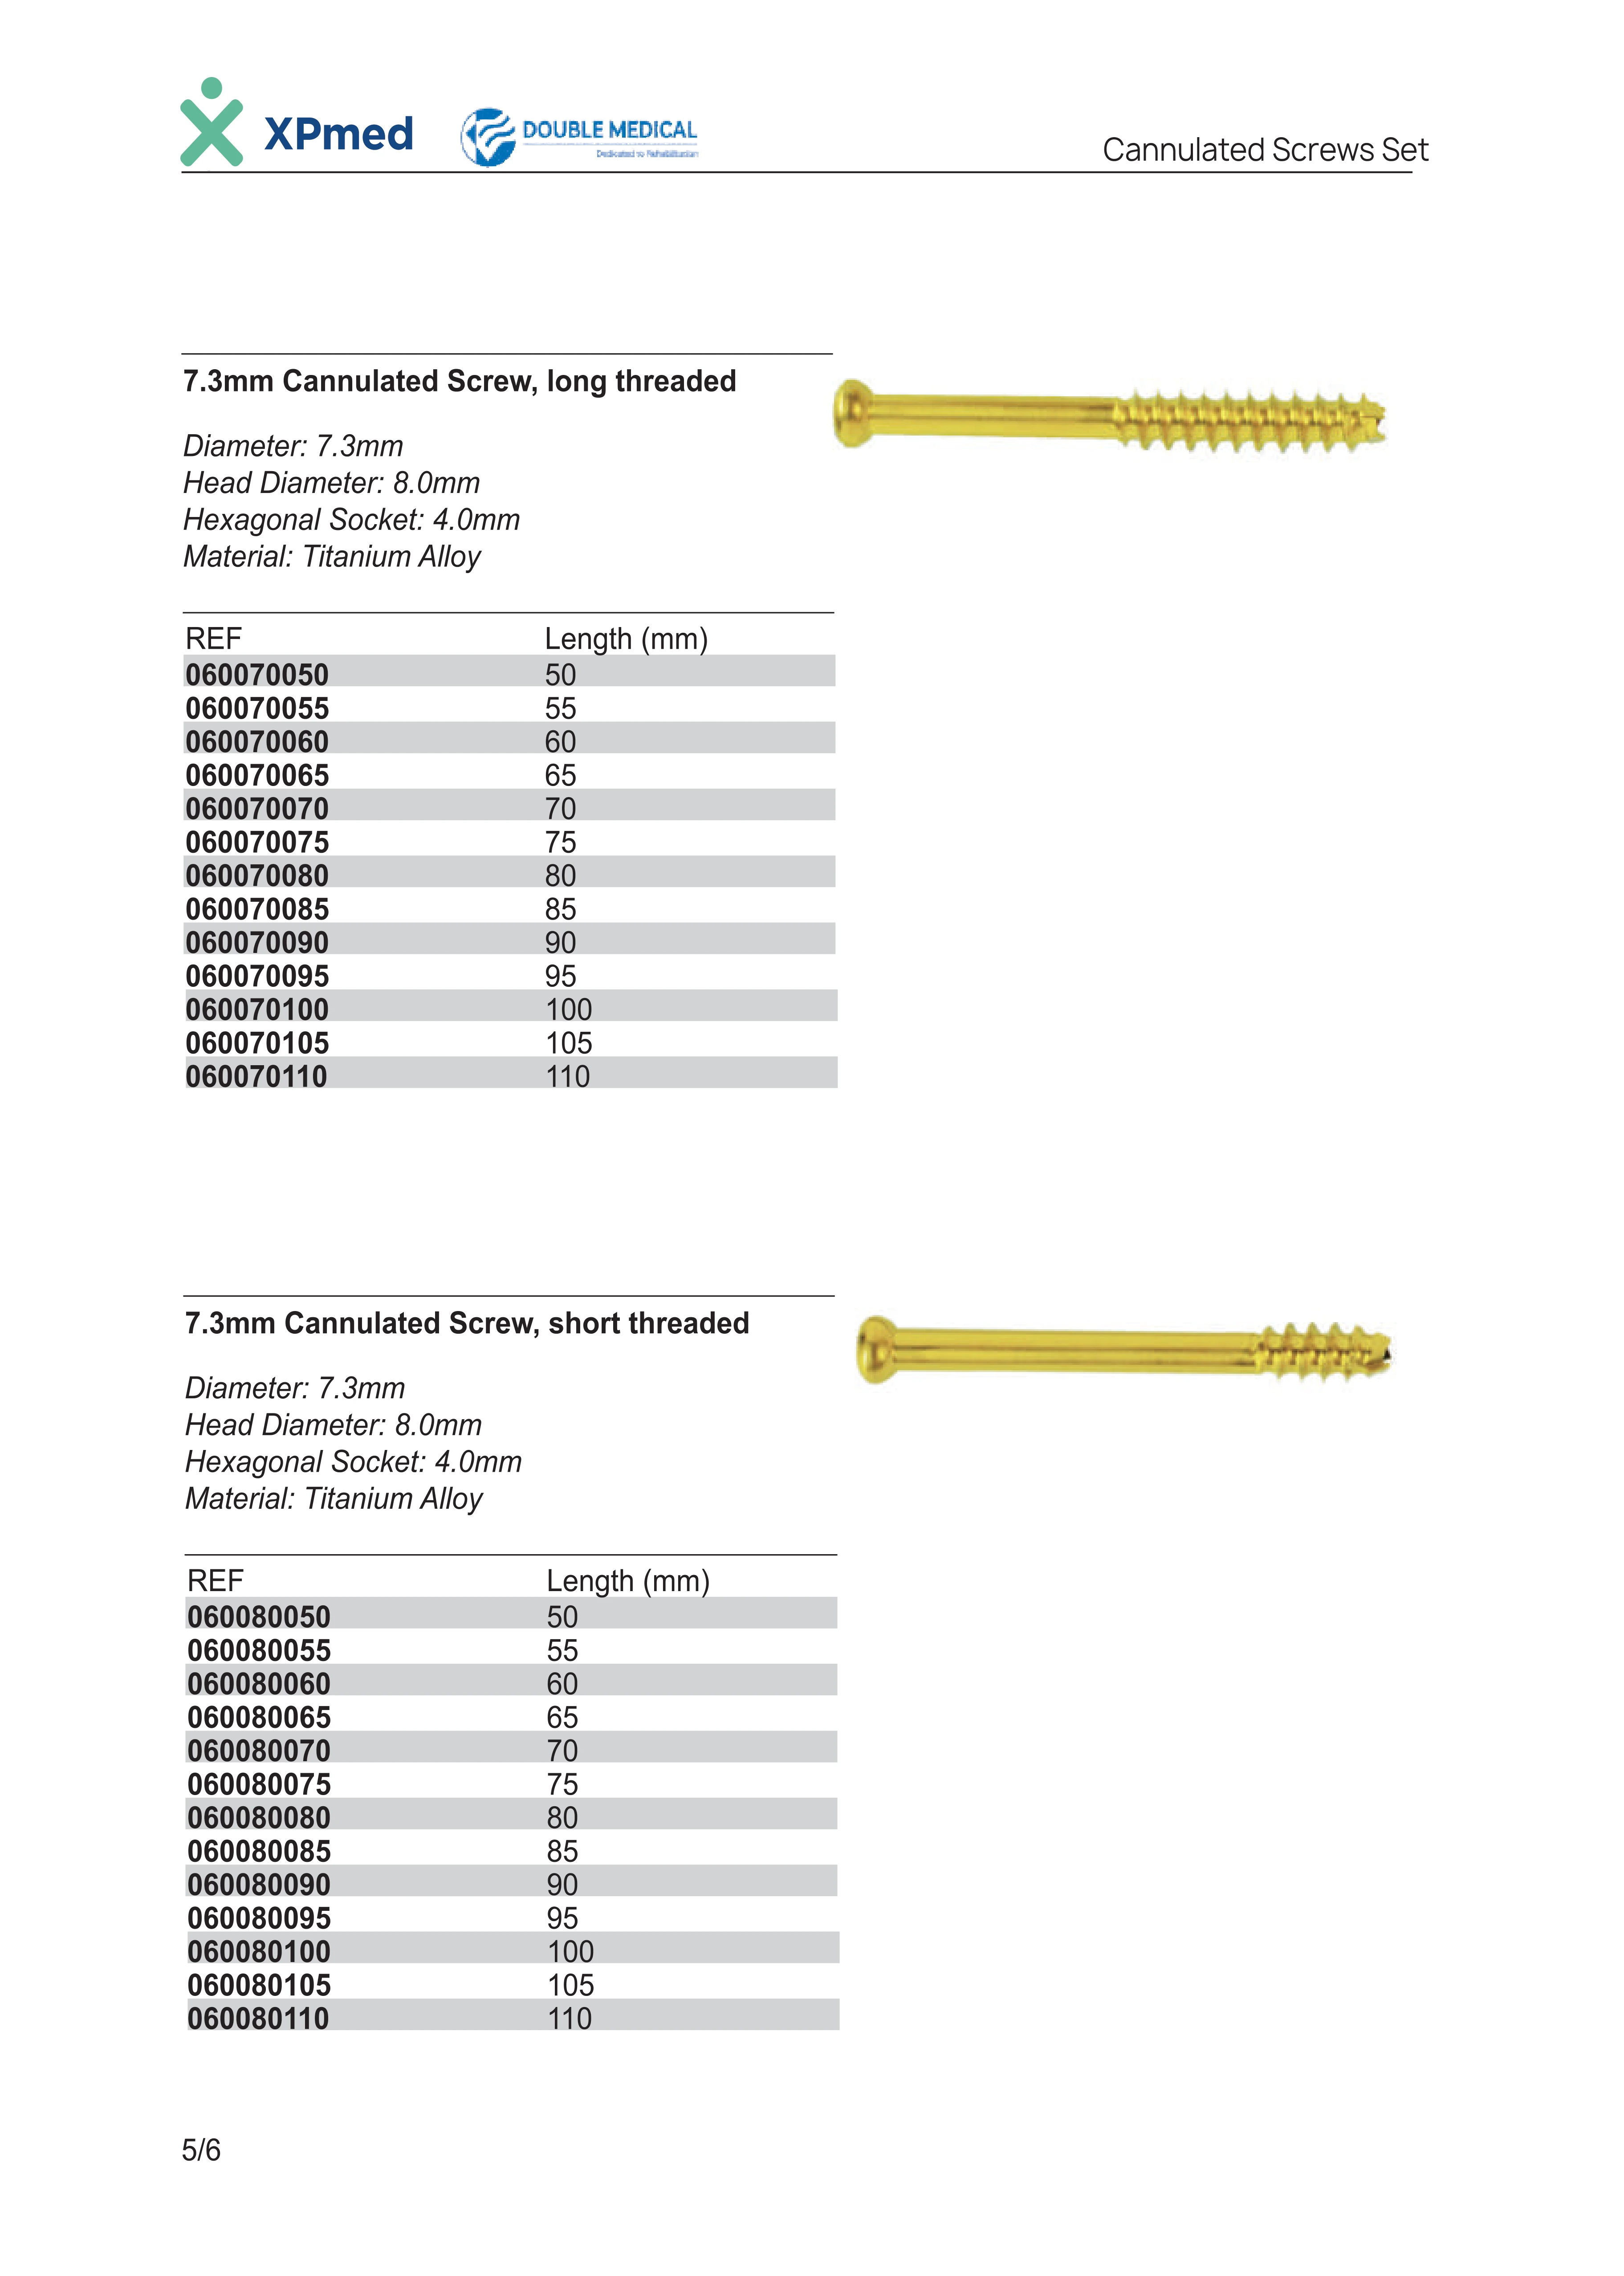 XPmed
DOUBLE MEDICAL
Dedicated to Rehabilitation
Cannulated Screws Set
7.3mm Cannulated Screw, long threaded
Diameter: 7.3mm
Head Diameter: 8.0mm
Hexagonal Socket: 4.0mm
Material: Titanium Alloy
REF Length (mm)
060070050 50
060070055 55
060070060 60
060070065 65
060070070 70
060070075 75
060070080 80
060070085 85
060070090 90
060070095 95
060070100 100
060070105 105
060070110 110
7.3mm Cannulated Screw, short threaded
Diameter: 7.3mm
Head Diameter: 8.0mm
Hexagonal Socket: 4.0mm
Material: Titanium Alloy
REF Length (mm)
060080050 50
060080055 55
060080060 60
060080065 65
060080070 70
060080075 75
060080080 80
060080085 85
060080090 90
060080095 95
060080100 100
060080105 105
060080110 110
5/6